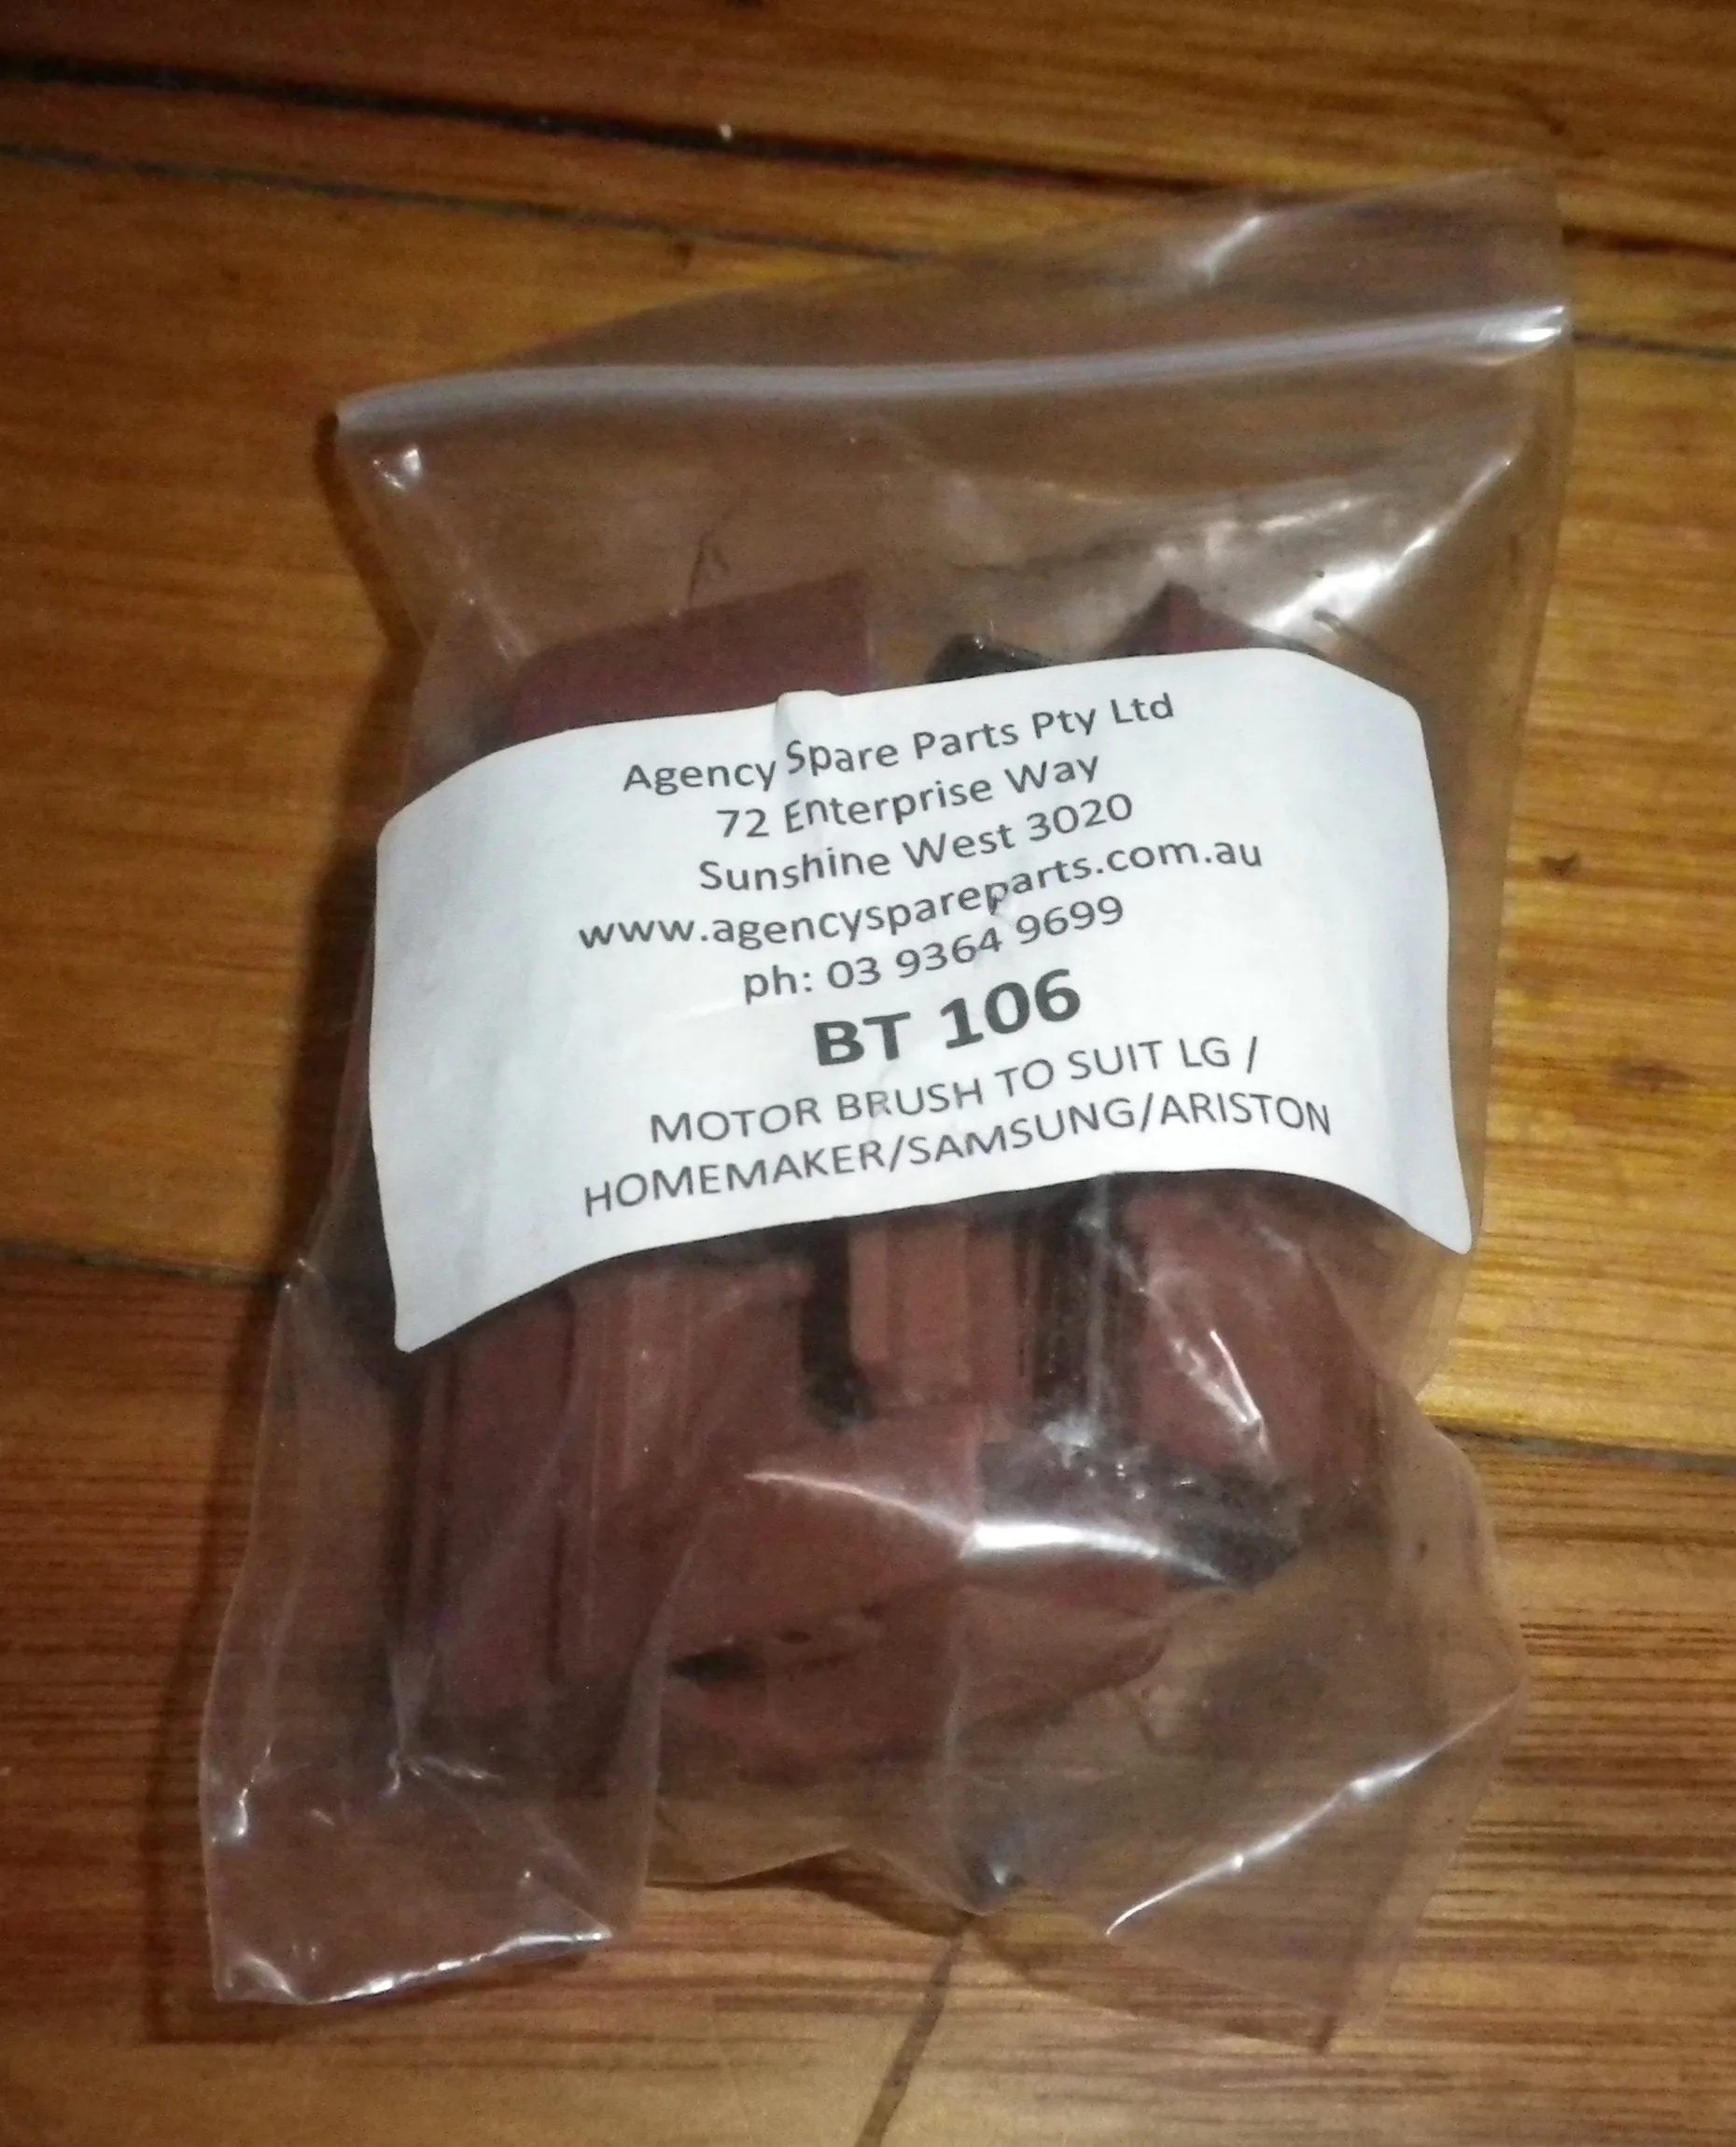 Agency Spare Parts Pty Ltd
72 Enterprise Way
Sunshine West 3020
www.agencyspareparts.com.au
ph: 03 9364 9699
BT 106
MOTOR BRUSH TO SUIT LG /
HOMEMAKER/SAMSUNG/ARISTON